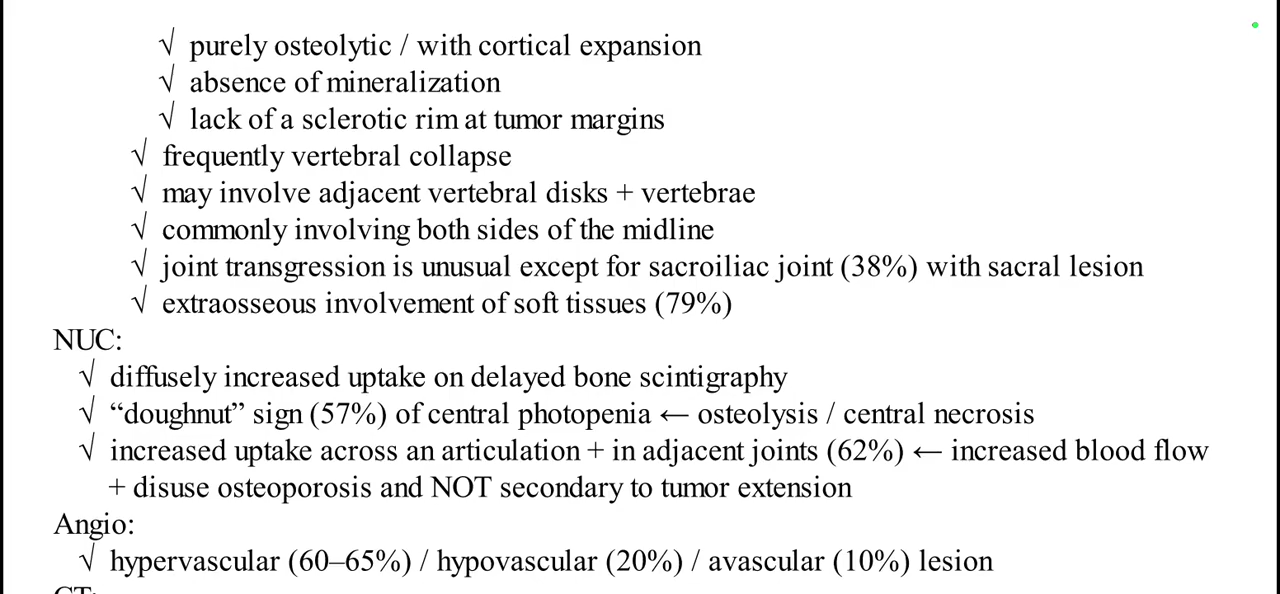 √ purely osteolytic / with cortical expansion
√ absence of mineralization
√ lack of a sclerotic rim at tumor margins
√ frequently vertebral collapse
√ may involve adjacent vertebral disks + vertebrae
√ commonly involving both sides of the midline
√ joint transgression is unusual except for sacroiliac joint (38%) with sacral lesion
√ extraosseous involvement of soft tissues (79%)
NUC:
√ diffusely increased uptake on delayed bone scintigraphy
√ “doughnut” sign (57%) of central photopenia ← osteolysis / central necrosis
√ increased uptake across an articulation + in adjacent joints (62%) ← increased blood flow
+ disuse osteoporosis and NOT secondary to tumor extension
Angio:
√ hypervascular (60–65%) / hypovascular (20%) / avascular (10%) lesion